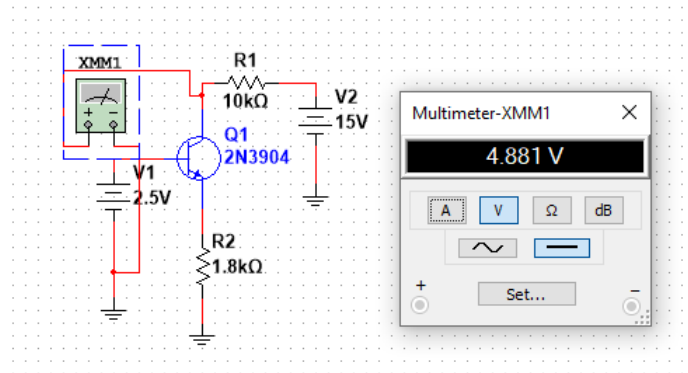 XMM1
R1
10kΩ
V2
15V
Q1
2N3904
V1
2.5V
R2
1.8kΩ
Multimeter-XMM1
4.881 V
A V Ω dB
+ Set... −